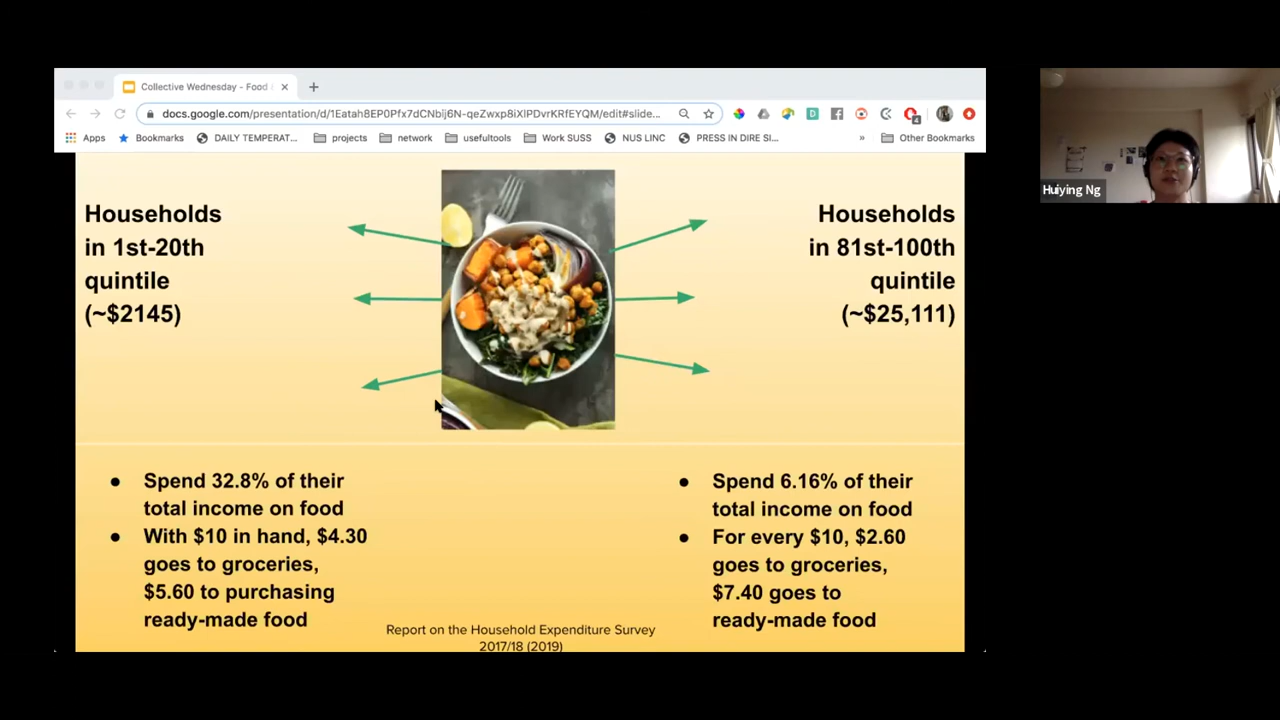 Collective Wednesday - Food
docs.google.com/presentation/d/1Eatah8EP0Pfx7dCNbij6N-qeZwxp8iXlPDvrKRfEYQM/edit#slide...
Apps
Bookmarks
DAILY TEMPERAT...
projects
network
usefultools
Work SUSS
NUS LINC
PRESS IN DIRE SI...
»
Other Bookmarks
Huiying Ng
Households
in 1st-20th
quintile
(~$2145)
Households
in 81st-100th
quintile
(~$25,111)
Spend 32.8% of their
total income on food
With $10 in hand, $4.30
goes to groceries,
$5.60 to purchasing
ready-made food
Spend 6.16% of their
total income on food
For every $10, $2.60
goes to groceries,
$7.40 goes to
ready-made food
Report on the Household Expenditure Survey
2017/18 (2019)